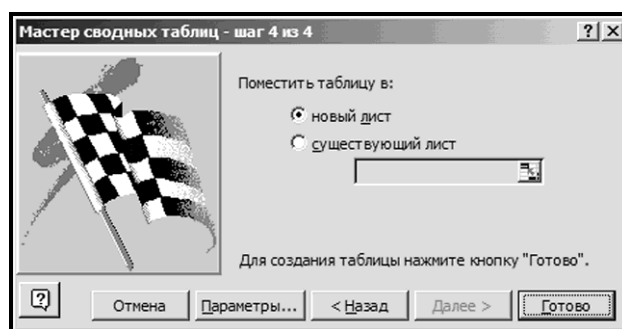 Мастер сводных таблиц - шаг 4 из 4
Поместить таблицу в:
новый лист
существующий лист
Для создания таблицы нажмите кнопку "Готово".
Отмена Параметры... < Назад Далее > Готово